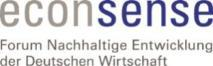 econsense
Forum Nachhaltige Entwicklung
der Deutschen Wirtschaft